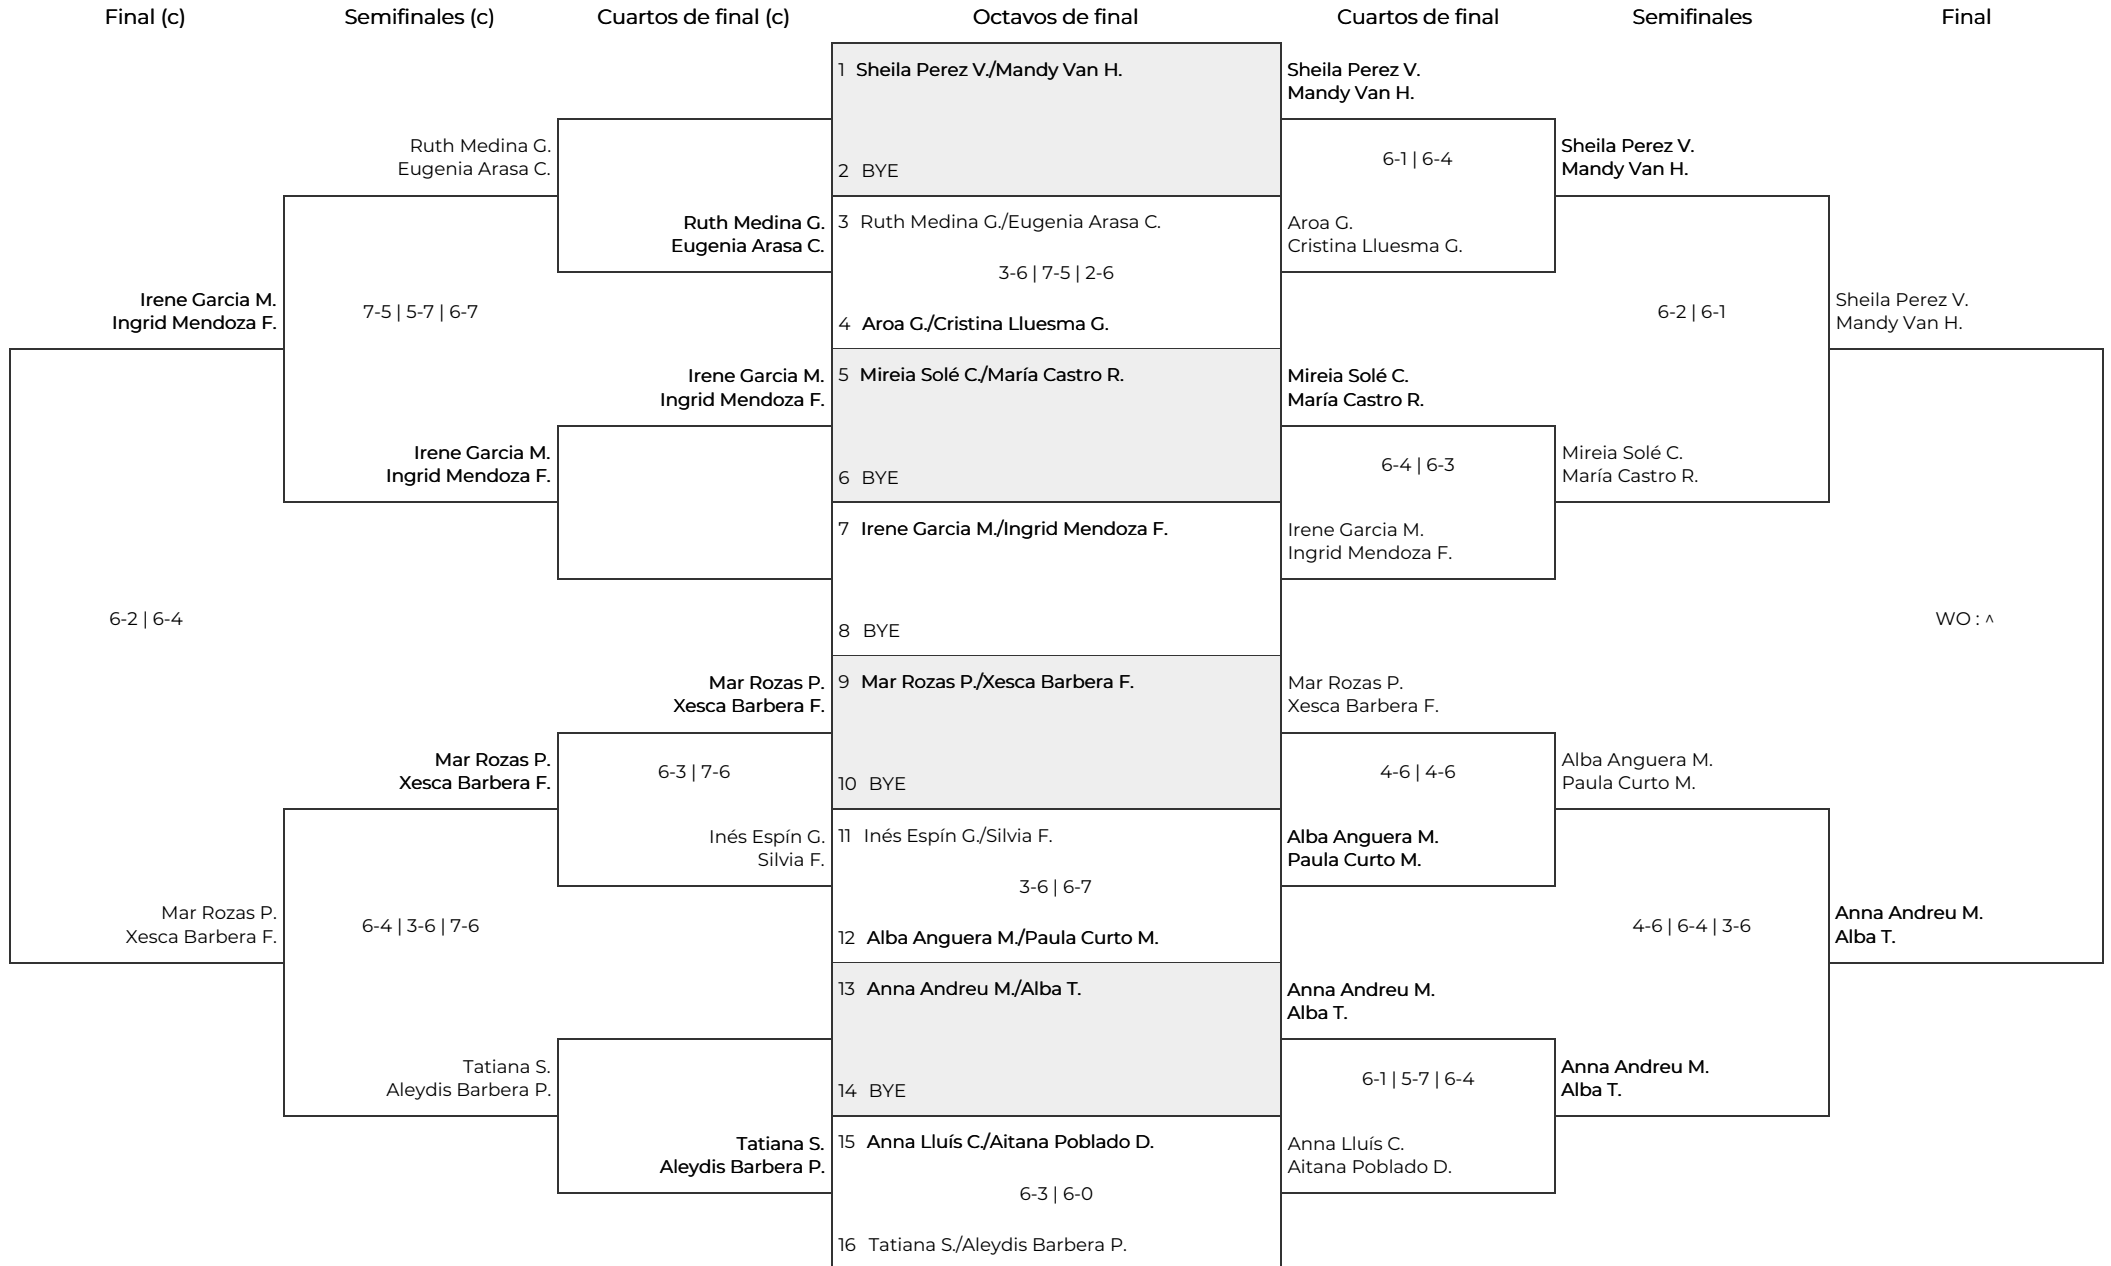 Final (c)
Semifinales (c)
Cuartos de final (c)
Octavos de final
Cuartos de final
Semifinales
Final
Irene Garcia M.
Ingrid Mendoza F.
6-2 | 6-4
Mar Rozas P.
Xesca Barbera F.
Ruth Medina G.
Eugenia Arasa C.
7-5 | 5-7 | 6-7
Irene Garcia M.
Ingrid Mendoza F.
Mar Rozas P.
Xesca Barbera F.
6-4 | 3-6 | 7-6
Tatiana S.
Aleydis Barbera P.
Ruth Medina G.
Eugenia Arasa C.
Irene Garcia M.
Ingrid Mendoza F.
Mar Rozas P.
Xesca Barbera F.
6-3 | 7-6
Inés Espín G.
Silvia F.
Tatiana S.
Aleydis Barbera P.
1 Sheila Perez V./Mandy Van H.
2 BYE
3 Ruth Medina G./Eugenia Arasa C.
3-6 | 7-5 | 2-6
4 Aroa G./Cristina Lluesma G.
5 Mireia Solé C./María Castro R.
6 BYE
7 Irene Garcia M./Ingrid Mendoza F.
8 BYE
9 Mar Rozas P./Xesca Barbera F.
10 BYE
11 Inés Espín G./Silvia F.
3-6 | 6-7
12 Alba Anguera M./Paula Curto M.
13 Anna Andreu M./Alba T.
14 BYE
15 Anna Lluís C./Aitana Poblado D.
6-3 | 6-0
16 Tatiana S./Aleydis Barbera P.
Sheila Perez V.
Mandy Van H.
6-1 | 6-4
Aroa G.
Cristina Lluesma G.
Mireia Solé C.
María Castro R.
6-4 | 6-3
Irene Garcia M.
Ingrid Mendoza F.
Mar Rozas P.
Xesca Barbera F.
4-6 | 4-6
Alba Anguera M.
Paula Curto M.
Anna Andreu M.
Alba T.
6-1 | 5-7 | 6-4
Anna Lluís C.
Aitana Poblado D.
Sheila Perez V.
Mandy Van H.
6-2 | 6-1
Mireia Solé C.
María Castro R.
Alba Anguera M.
Paula Curto M.
4-6 | 6-4 | 3-6
Anna Andreu M.
Alba T.
Sheila Perez V.
Mandy Van H.
WO : ^
Anna Andreu M.
Alba T.